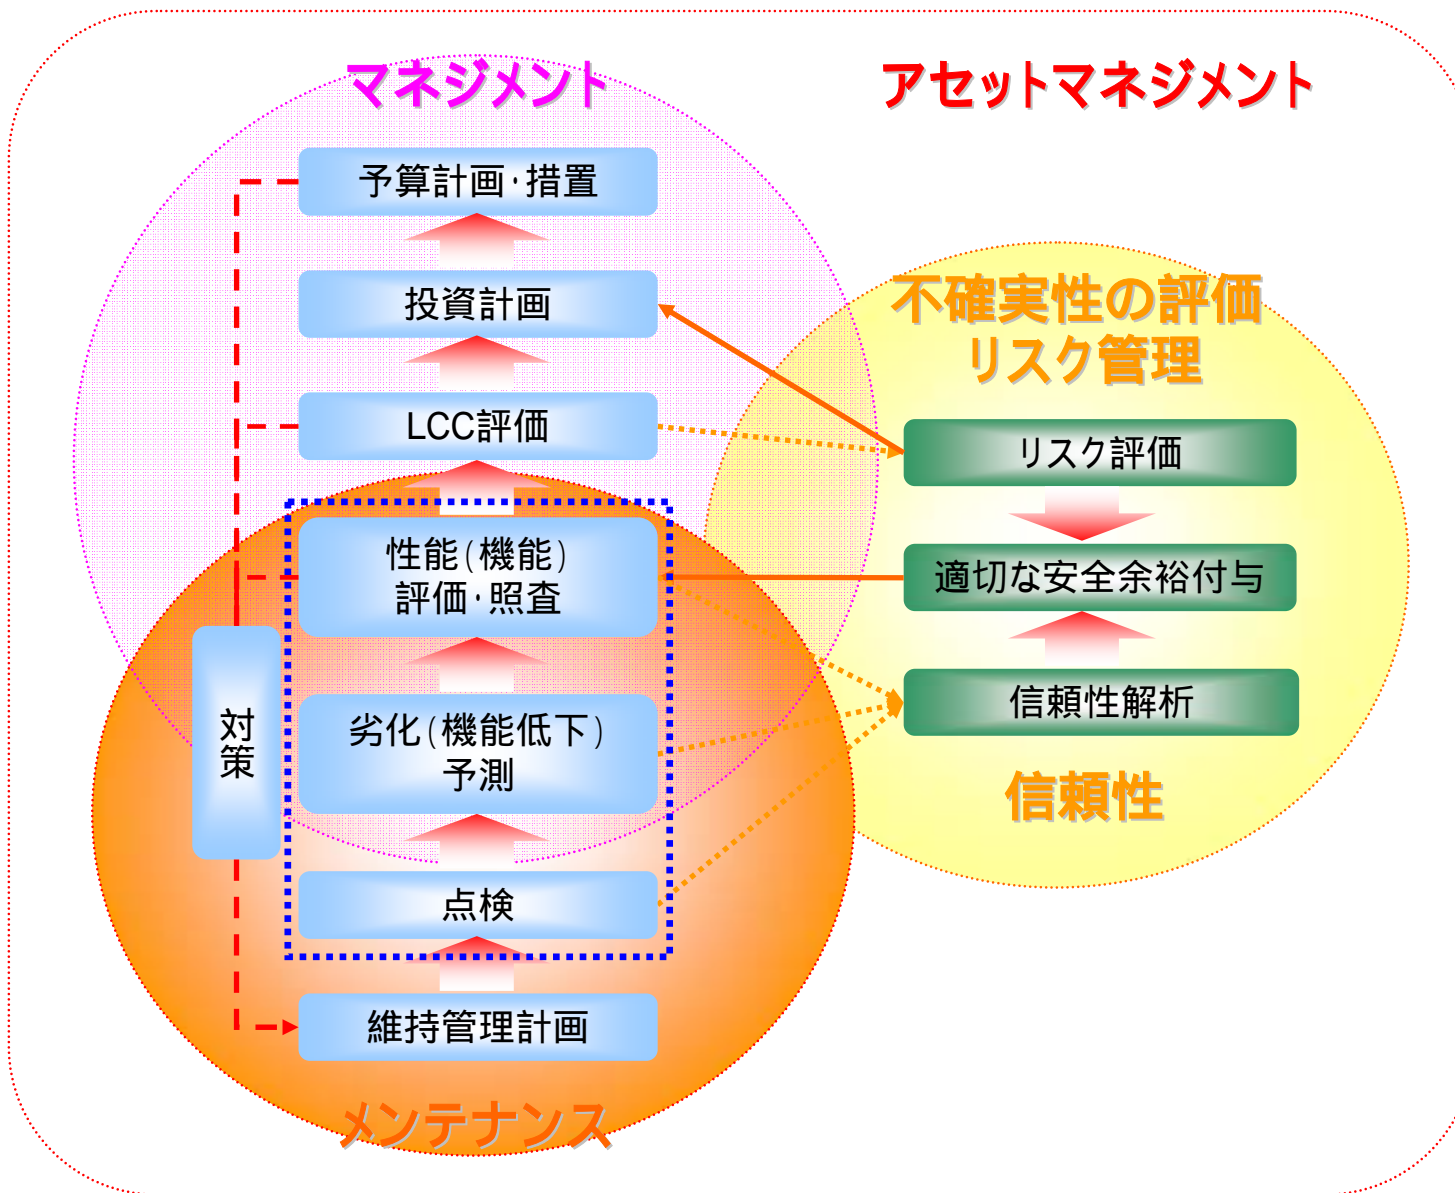 マネジメント
アセットマネジメント
予算計画・措置
投資計画
不確実性の評価
リスク管理
LCC評価
リスク評価
性能(機能)
評価・照査
適切な安全余裕付与
対策
劣化(機能低下)
予測
信頼性解析
信頼性
点検
維持管理計画
メンテナンス